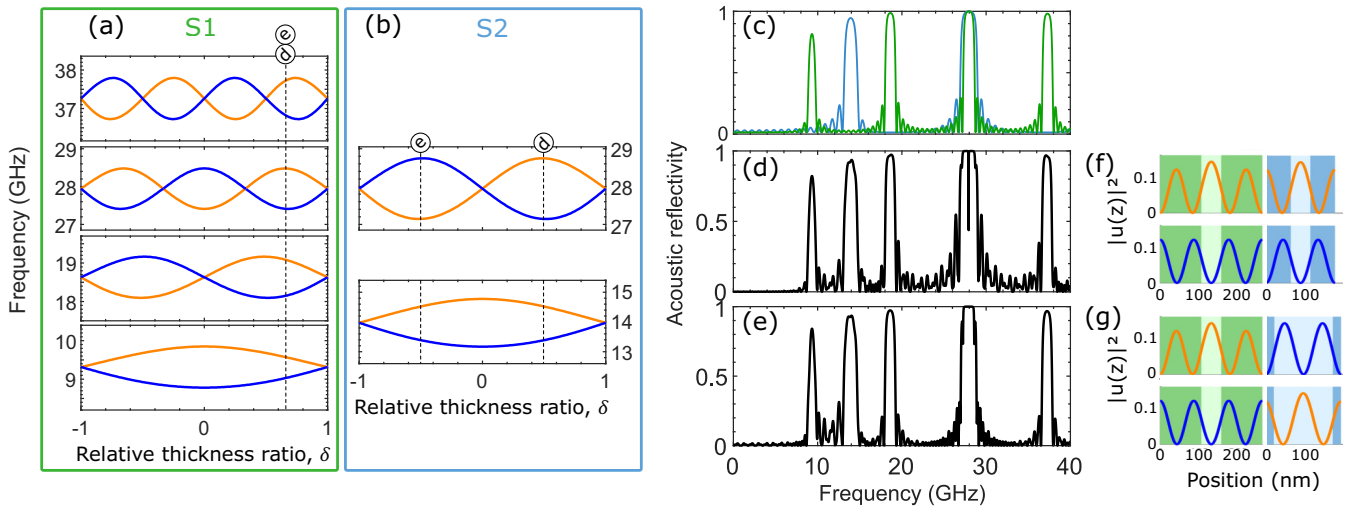 (a) S1
e
d
38
37
29
28
27
19
18
10
9
-1 0 1
Frequency (GHz)
Relative thickness ratio, δ
(b) S2
e d
29
28
27
15
14
13
-1 0 1
Relative thickness ratio, δ
(c)
1
0
(d)
1
0.5
0
(e)
1
0.5
0
0 10 20 30 40
Acoustic reflectivity
Frequency (GHz)
(f)
|u(z)|²
0.1
0
0.1
0
0 100 200 0 100
(g)
|u(z)|²
0.1
0
0.1
0
0 100 200 0 100
Position (nm)